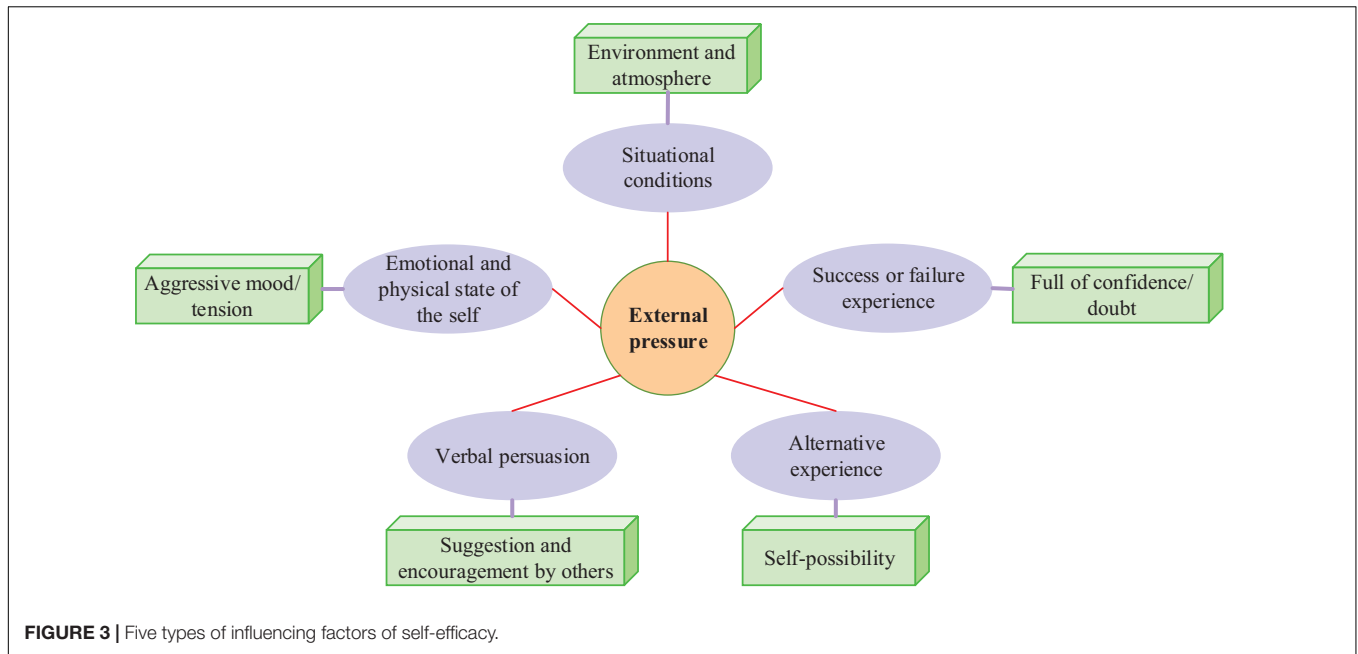 Environment and
atmosphere
Situational
conditions
Emotional and
physical state of
the self
Aggressive mood/
tension
Success or failure
experience
Full of confidence/
doubt
External
pressure
Verbal persuasion
Alternative
experience
Suggestion and
encouragement by others
Self-possibility
FIGURE 3 | Five types of influencing factors of self-efficacy.